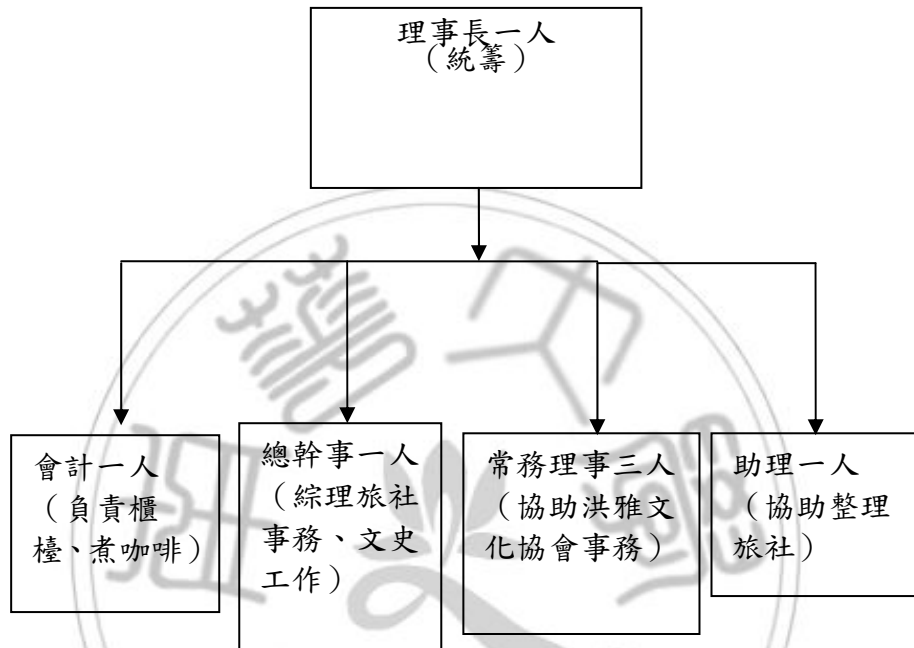 理事長一人
（統籌）
會計一人
（負責櫃
檯、煮咖啡）
總幹事一人
（綜理旅社
事務、文史
工作）
常務理事三人
（協助洪雅文
化協會事務）
助理一人
（協助整理
旅社）